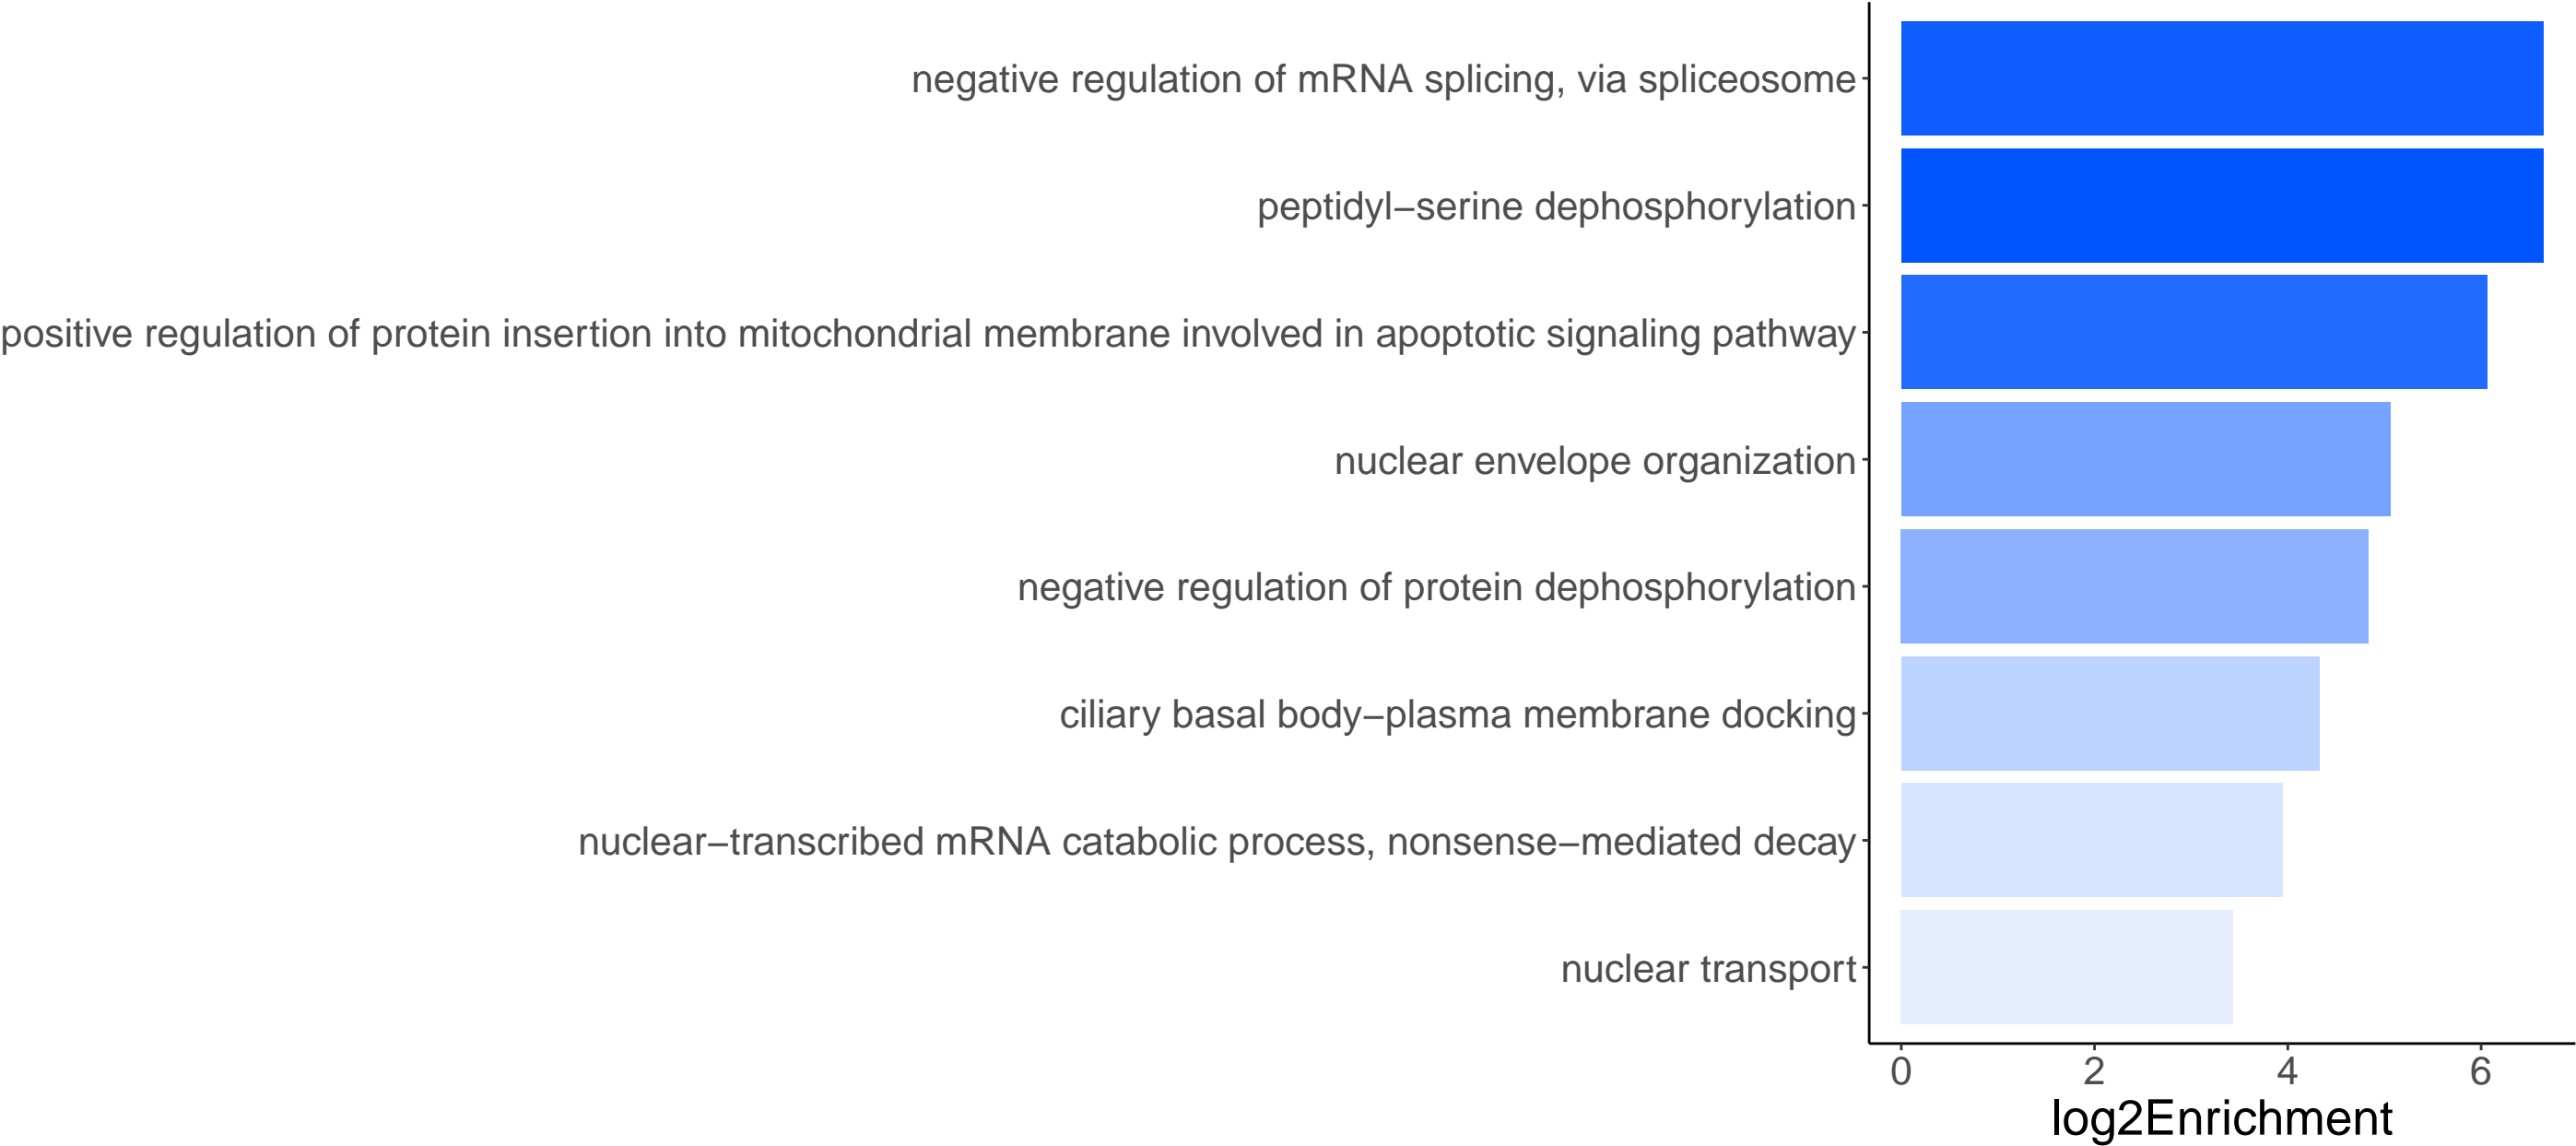 negative regulation of mRNA splicing, via spliceosome
peptidyl−serine dephosphorylation
positive regulation of protein insertion into mitochondrial membrane involved in apoptotic signaling pathway
nuclear envelope organization
negative regulation of protein dephosphorylation
ciliary basal body−plasma membrane docking
nuclear−transcribed mRNA catabolic process, nonsense−mediated decay
nuclear transport
0 2 4 6
log2Enrichment